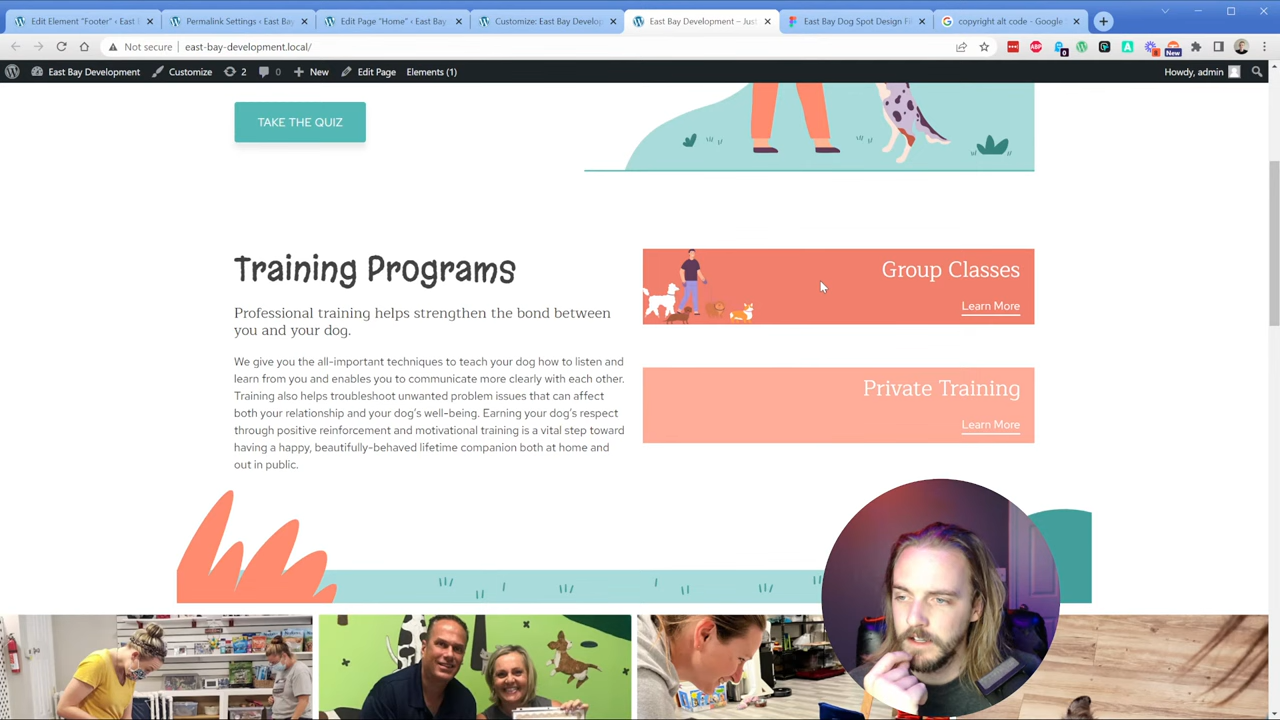 Edit Element "Footer" ‹ East
Permalink Settings ‹ East Bay
Edit Page "Home" ‹ East Bay
Customize: East Bay Develop
East Bay Development – Just
East Bay Dog Spot Design F
copyright alt code - Google
Not secure
east-bay-development.local/
New
East Bay Development
Customize
2
0
New
Edit Page
Elements (1)
Howdy, admin
TAKE THE QUIZ
Training Programs
Professional training helps strengthen the bond between
you and your dog.
We give you the all-important techniques to teach your dog how to listen and
learn from you and enables you to communicate more clearly with each other.
Training also helps troubleshoot unwanted problem issues that can affect
both your relationship and your dog's well-being. Earning your dog's respect
through positive reinforcement and motivational training is a vital step toward
having a happy, beautifully-behaved lifetime companion both at home and
out in public.
Group Classes
Learn More
Private Training
Learn More